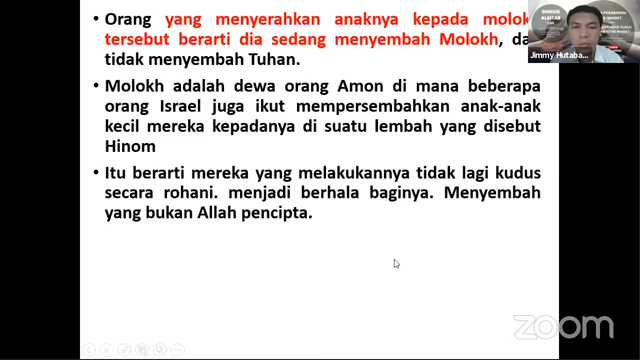 • Orang yang menyerahkan anaknya kepada molok
tersebut berarti dia sedang menyembah Molokh, da
tidak menyembah Tuhan.
• Molokh adalah dewa orang Amon di mana beberapa
orang Israel juga ikut mempersembahkan anak-anak
kecil mereka kepadanya di suatu lembah yang disebut
Hinom
• Itu berarti mereka yang melakukannya tidak lagi kudus
secara rohani. menjadi berhala baginya. Menyembah
yang bukan Allah pencipta.
DISKUSI
ALKITAB
Jimmy Hutaba...
zoom